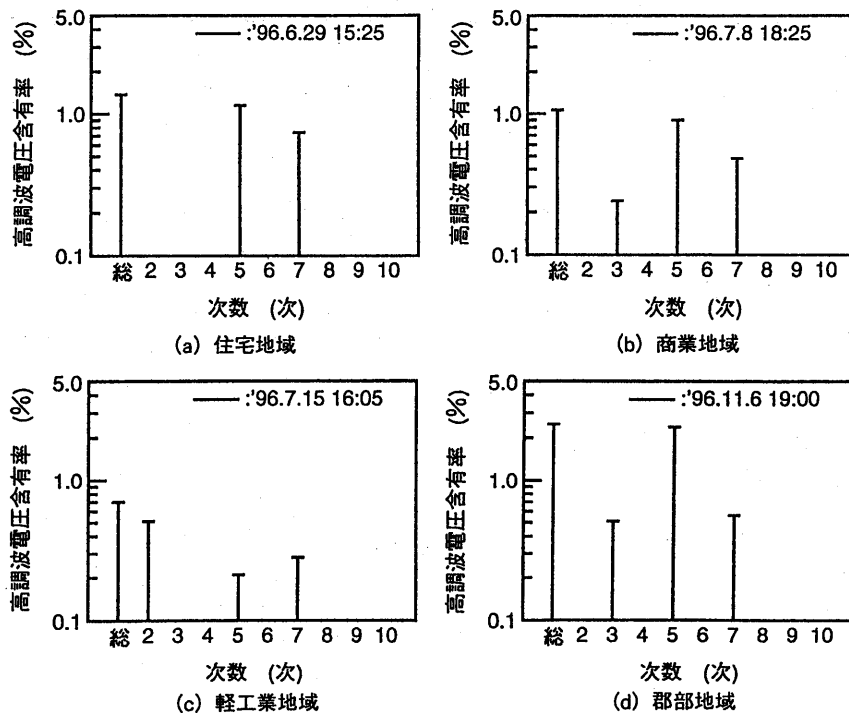 高調波電圧含有率 (%)
5.0
1.0
0.1
:'96.6.29 15:25
総 2 3 4 5 6 7 8 9 10
次数 (次)
(a) 住宅地域
高調波電圧含有率 (%)
5.0
1.0
0.1
:'96.7.8 18:25
総 2 3 4 5 6 7 8 9 10
次数 (次)
(b) 商業地域
高調波電圧含有率 (%)
5.0
1.0
0.1
:'96.7.15 16:05
総 2 3 4 5 6 7 8 9 10
次数 (次)
(c) 軽工業地域
高調波電圧含有率 (%)
5.0
1.0
0.1
:'96.11.6 19:00
総 2 3 4 5 6 7 8 9 10
次数 (次)
(d) 郡部地域